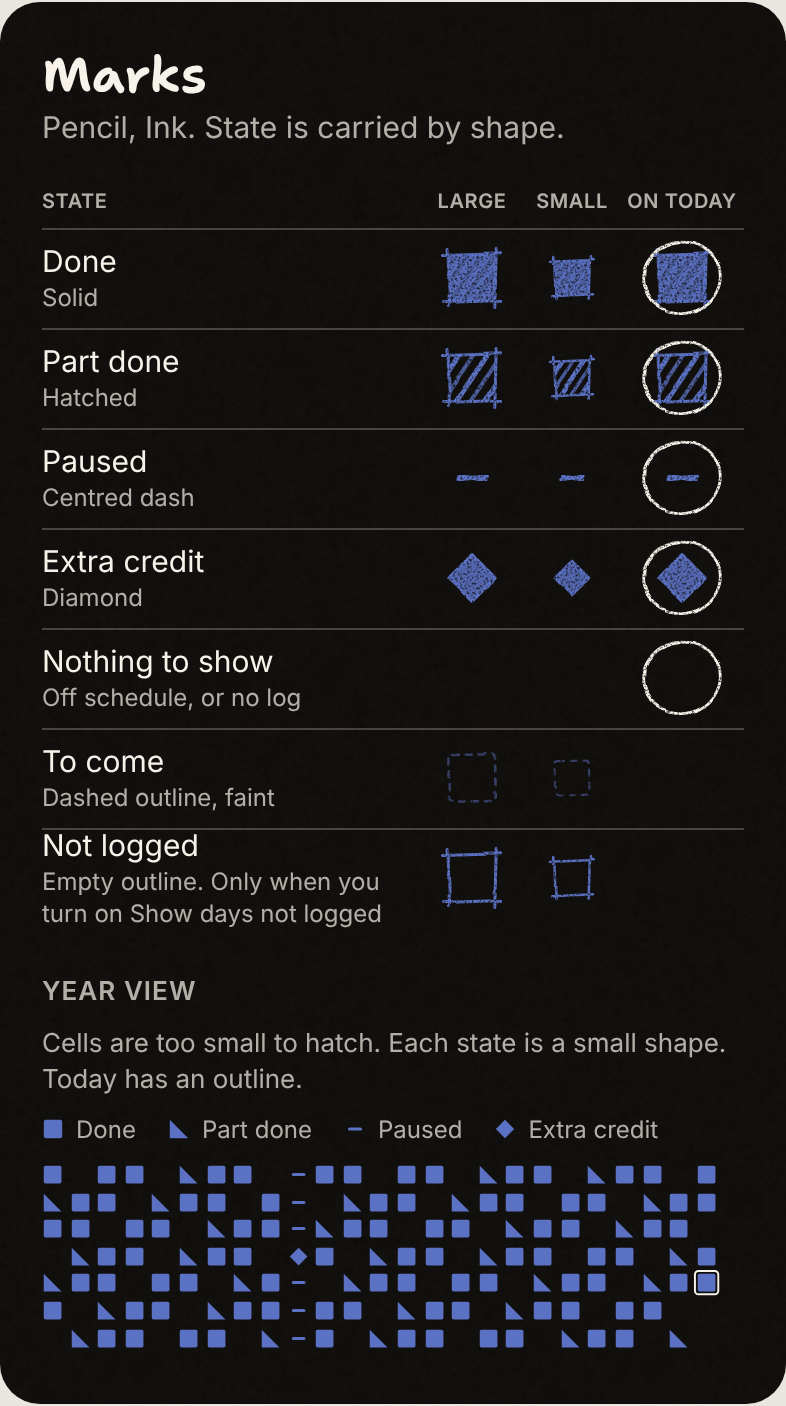 Marks
Pencil, Ink. State is carried by shape.
STATE LARGE SMALL ON TODAY
Done
Solid
Part done
Hatched
Paused
Centred dash
Extra credit
Diamond
Nothing to show
Off schedule, or no log
To come
Dashed outline, faint
Not logged
Empty outline. Only when you
turn on Show days not logged
YEAR VIEW
Cells are too small to hatch. Each state is a small shape.
Today has an outline.
Done Part done Paused Extra credit